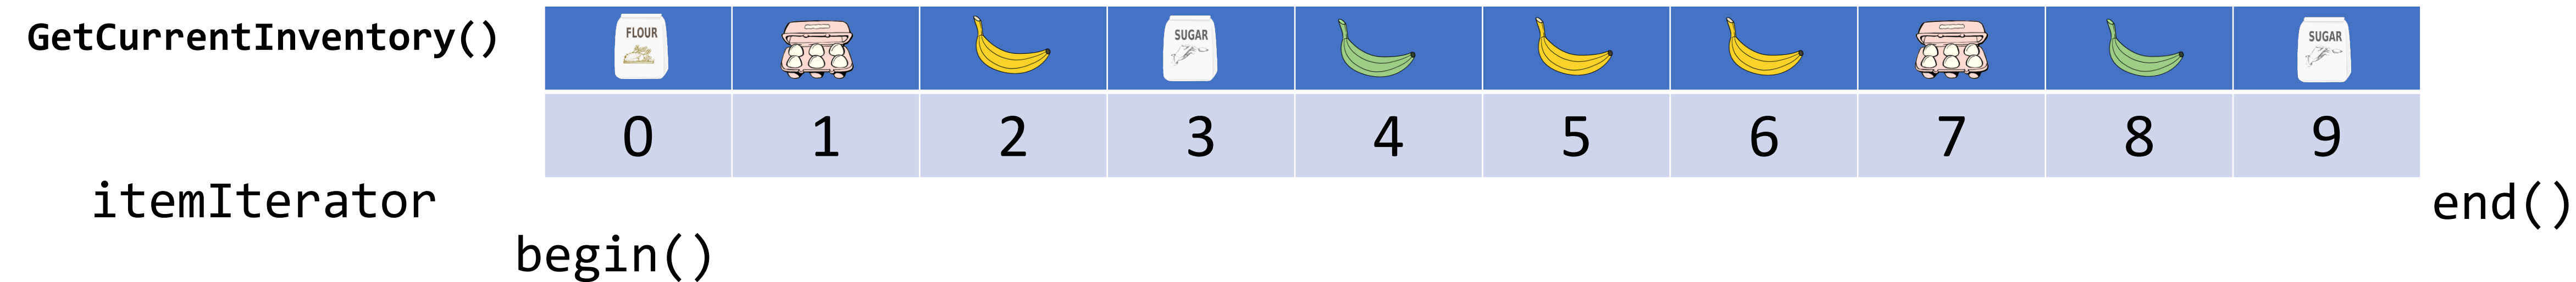 GetCurrentInventory() FLOUR SUGAR SUGAR
0 1 2 3 4 5 6 7 8 9
itemIterator end()
begin()